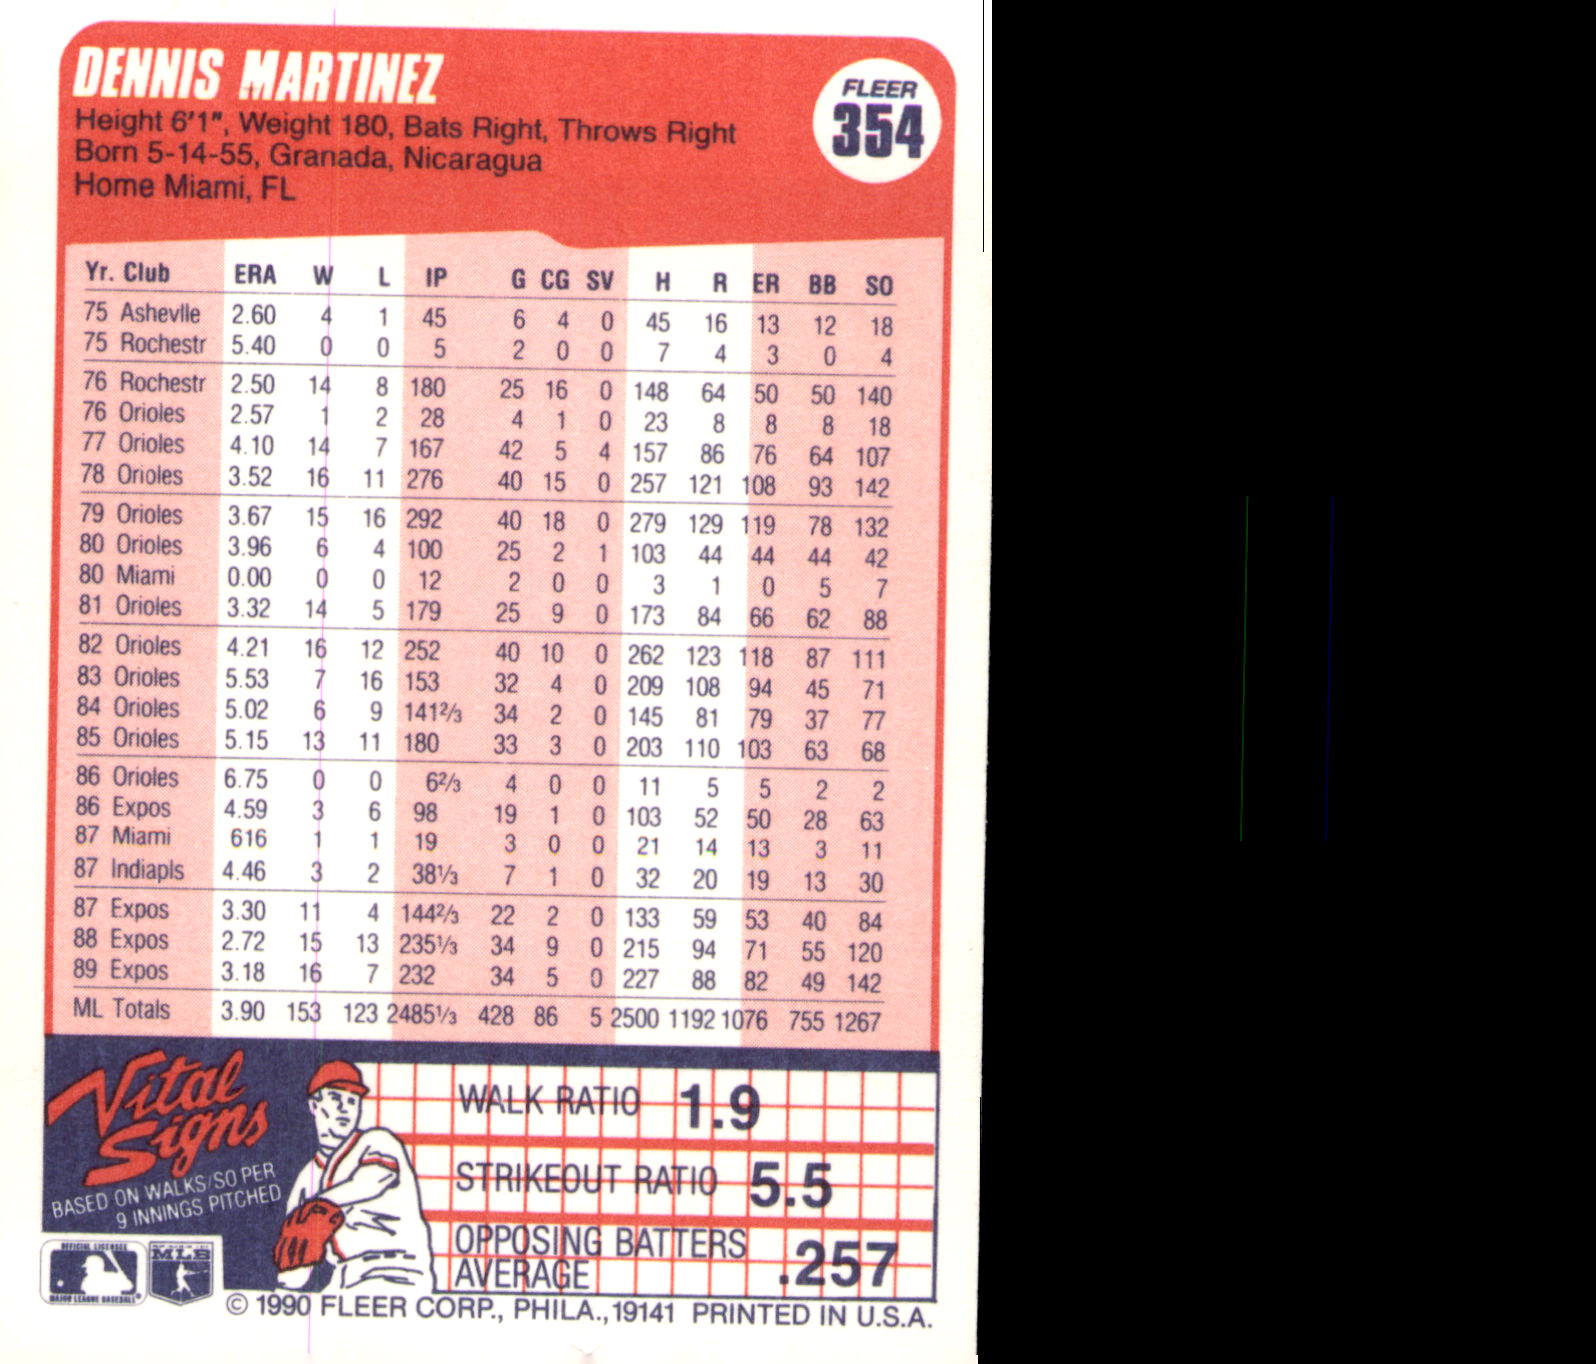 DENNIS MARTINEZ
FLEER
354
Height 6'1", Weight 180, Bats Right, Throws Right
Born 5-14-55, Granada, Nicaragua
Home Miami, FL
Yr. Club ERA W L IP G CG SV H R ER BB SO
75 Ashevlle 2.60 4 1 45 6 4 0 45 16 13 12 18
75 Rochestr 5.40 0 0 5 2 0 0 7 4 3 0 4
76 Rochestr 2.50 14 8 180 25 16 0 148 64 50 50 140
76 Orioles 2.57 1 2 28 4 1 0 23 8 8 8 18
77 Orioles 4.10 14 7 167 42 5 4 157 86 76 64 107
78 Orioles 3.52 16 11 276 40 15 0 257 121 108 93 142
79 Orioles 3.67 15 16 292 40 18 0 279 129 119 78 132
80 Orioles 3.96 6 4 100 25 2 1 103 44 44 44 42
80 Miami 0.00 0 0 12 2 0 0 3 1 0 5 7
81 Orioles 3.32 14 5 179 25 9 0 173 84 66 62 88
82 Orioles 4.21 16 12 252 40 10 0 262 123 118 87 111
83 Orioles 5.53 7 16 153 32 4 0 209 108 94 45 71
84 Orioles 5.02 6 9 141⅔ 34 2 0 145 81 79 37 77
85 Orioles 5.15 13 11 180 33 3 0 203 110 103 63 68
86 Orioles 6.75 0 0 6⅔ 4 0 0 11 5 5 2 2
86 Expos 4.59 3 6 98 19 1 0 103 52 50 28 63
87 Miami 616 1 1 19 3 0 0 21 14 13 3 11
87 Indiapls 4.46 3 2 38⅓ 7 1 0 32 20 19 13 30
87 Expos 3.30 11 4 144⅔ 22 2 0 133 59 53 40 84
88 Expos 2.72 15 13 235⅓ 34 9 0 215 94 71 55 120
89 Expos 3.18 16 7 232 34 5 0 227 88 82 49 142
ML Totals 3.90 153 123 2485⅓ 428 86 5 2500 1192 1076 755 1267
Vital
Signs
BASED ON WALKS/SO PER
9 INNINGS PITCHED
WALK RATIO 1.9
STRIKEOUT RATIO 5.5
OPPOSING BATTERS
AVERAGE .257
OFFICIAL LICENSEE
MAJOR LEAGUE BASEBALL®
MLB
© 1990 FLEER CORP., PHILA., 19141 PRINTED IN U.S.A.